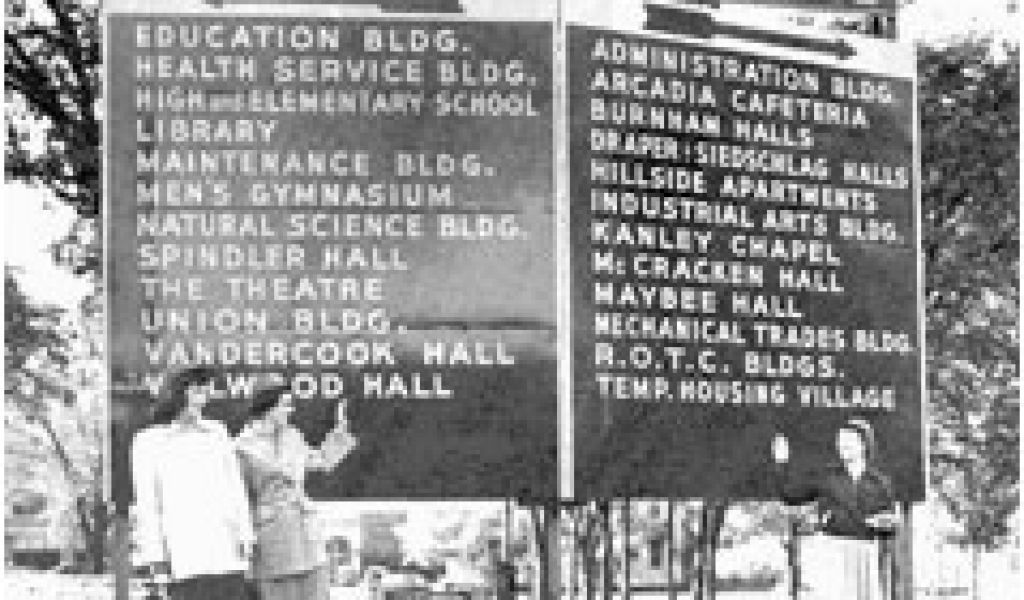 EDUCATION BLDG.
HEALTH SERVICE BLDG.
HIGH and ELEMENTARY SCHOOL
LIBRARY
MAINTENANCE BLDG.
MEN'S GYMNASIUM
NATURAL SCIENCE BLDG.
SPINDLER HALL
THE THEATRE
UNION BLDG.
VANDERCOOK HALL
HALL
ADMINISTRATION BLDG.
ARCADIA CAFETERIA
BURNHAM HALLS
DRAPER: SIEDSCHLAG HALLS
HILLSIDE APARTMENTS
INDUSTRIAL ARTS BLDG.
KANLEY CHAPEL
Mc CRACKEN HALL
MAYBEE HALL
MECHANICAL TRADES BLDG.
R.O.T.C. BLDGS.
TEMP. HOUSING VILLAGE